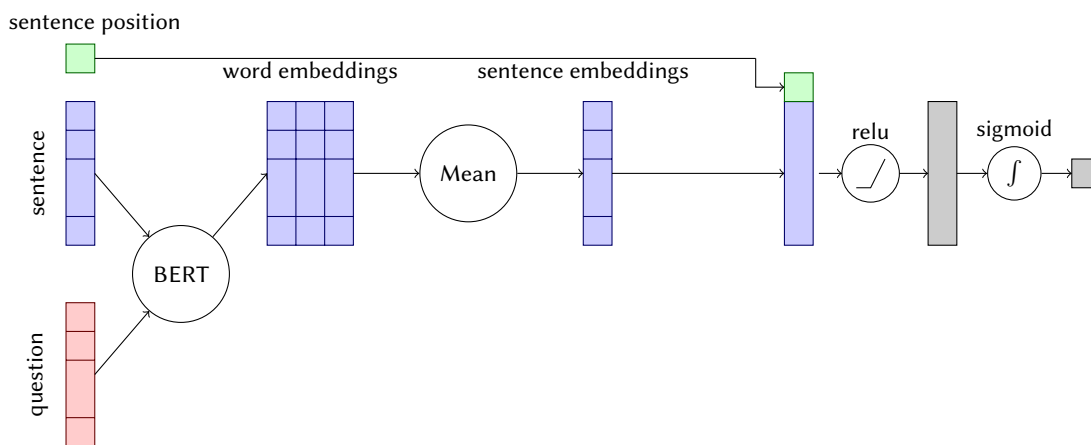 sentence position
word embeddings
sentence embeddings
sentence
relu
sigmoid
Mean
∫
BERT
question